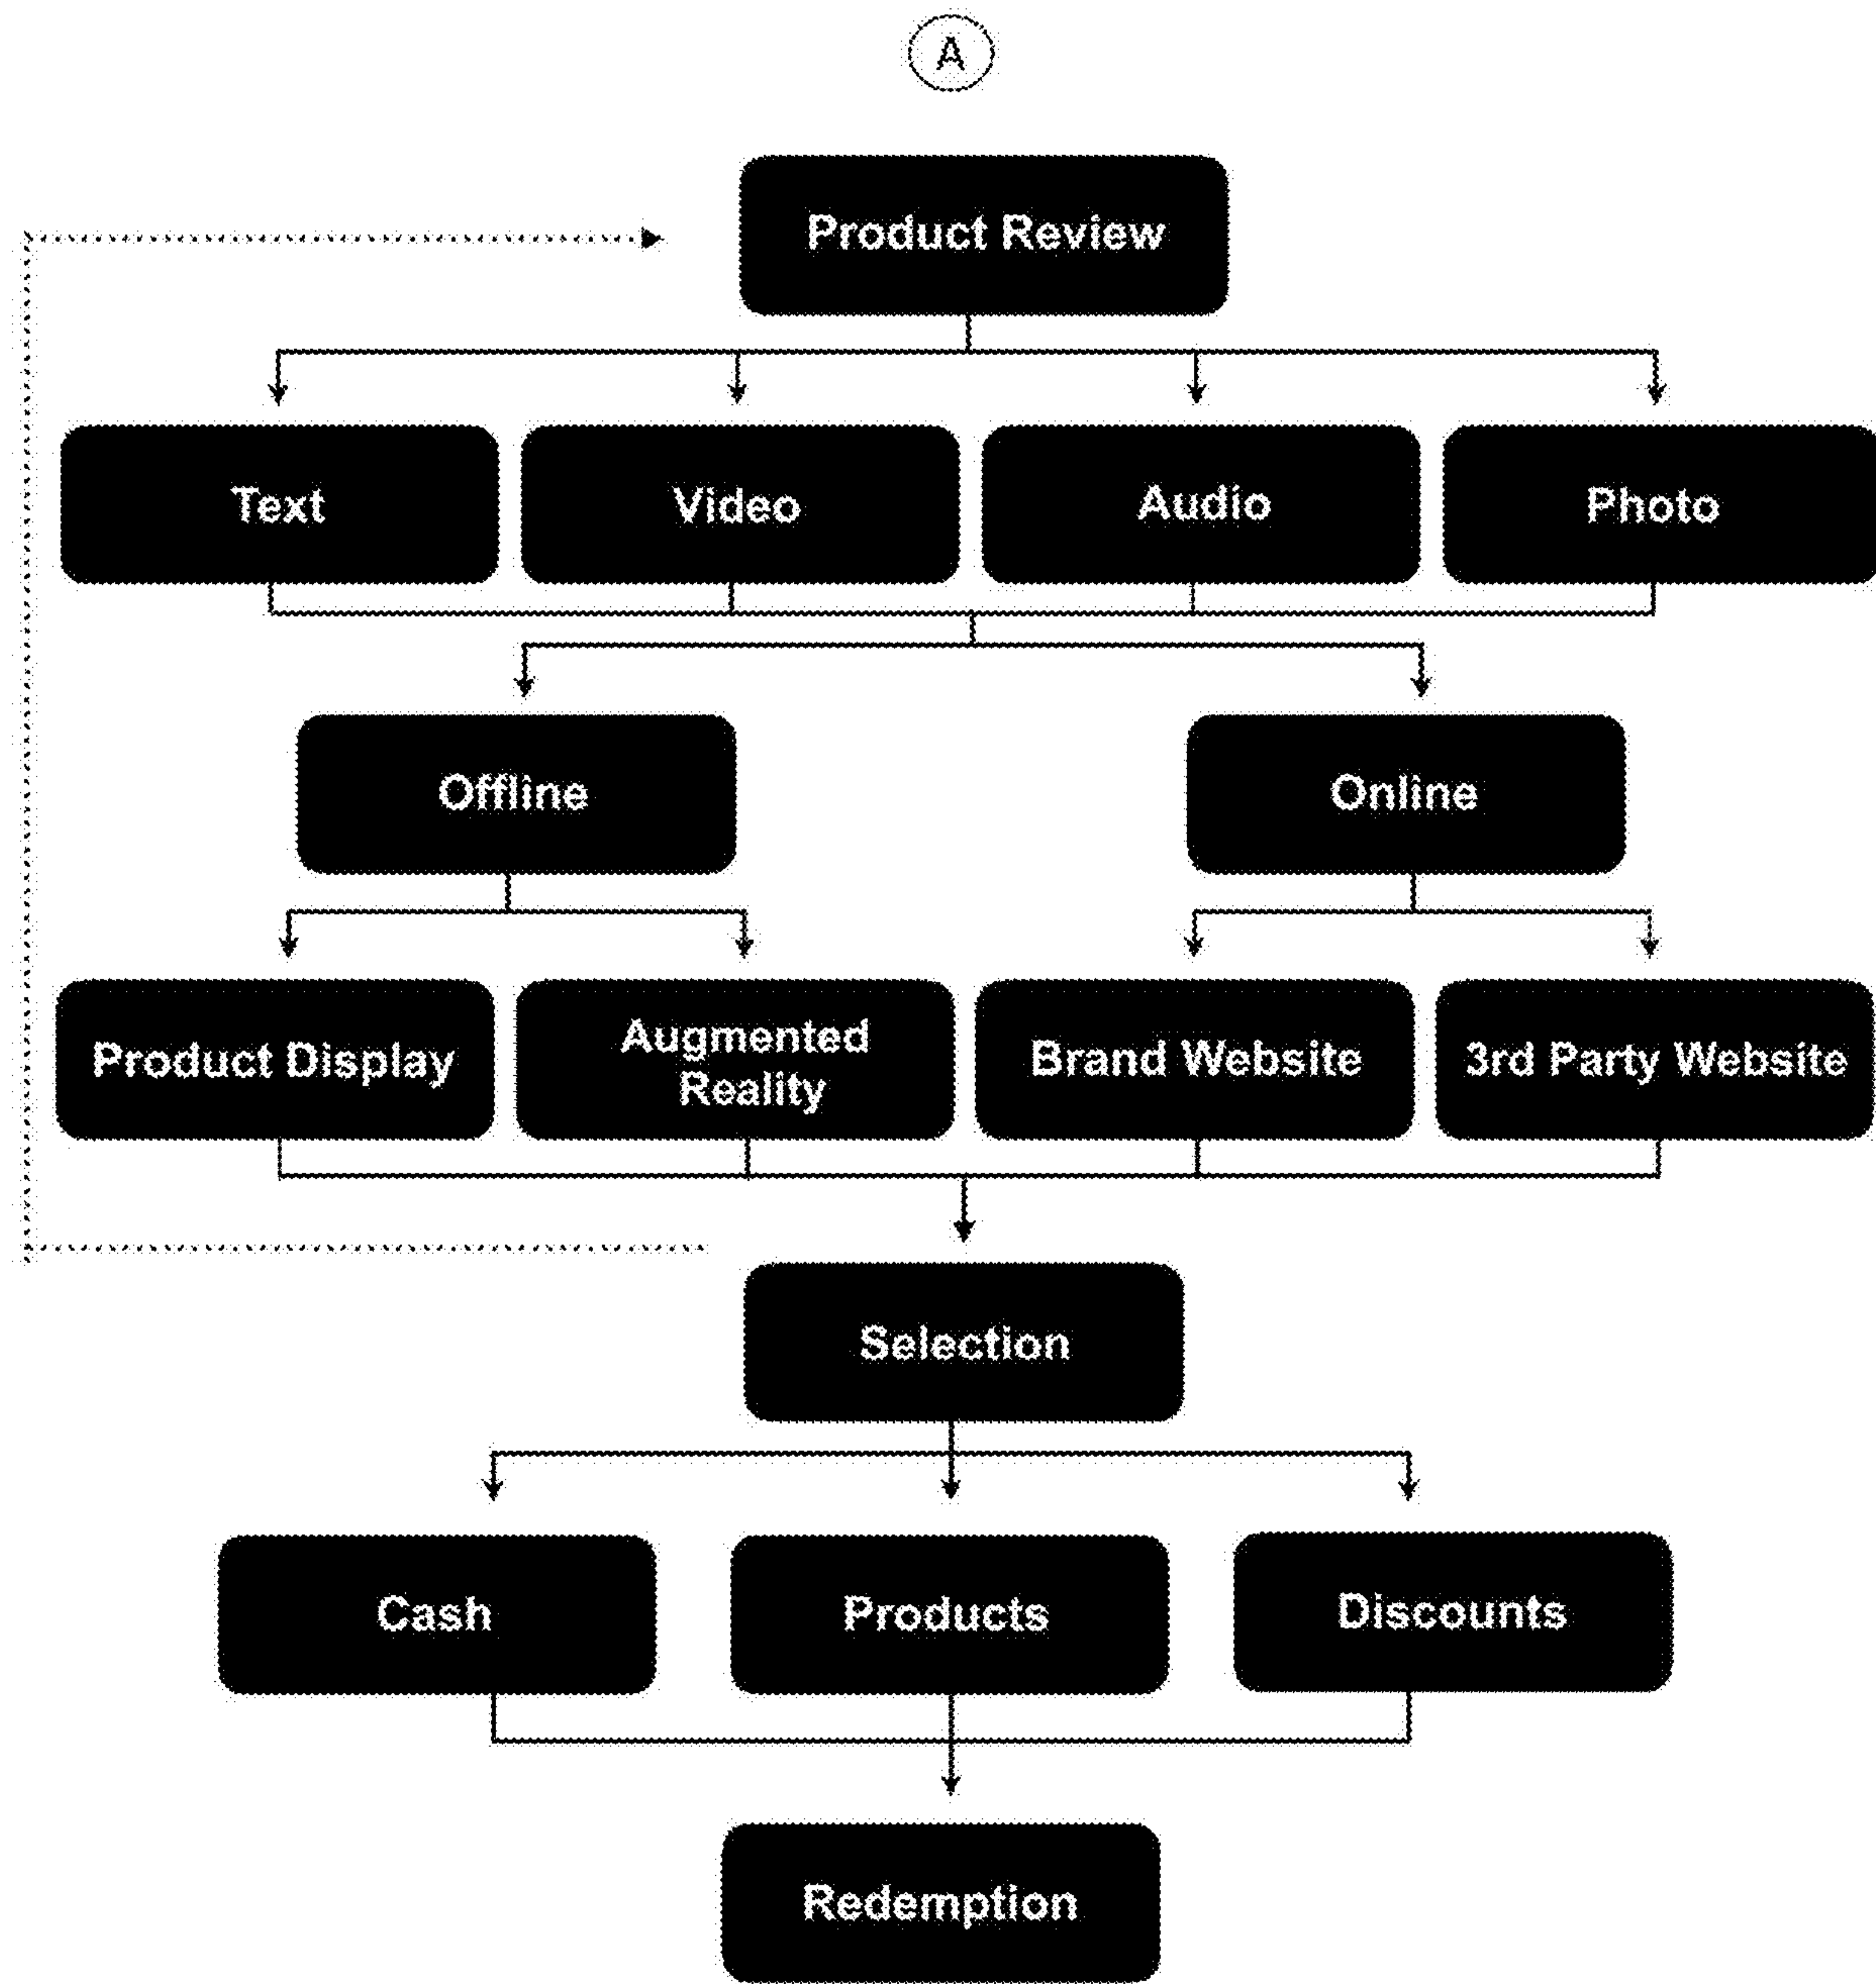 A
Product Review
Text
Video
Audio
Photo
Offline
Online
Product Display
Augmented
Reality
Brand Website
3rd Party Website
Selection
Cash
Products
Discounts
Redemption